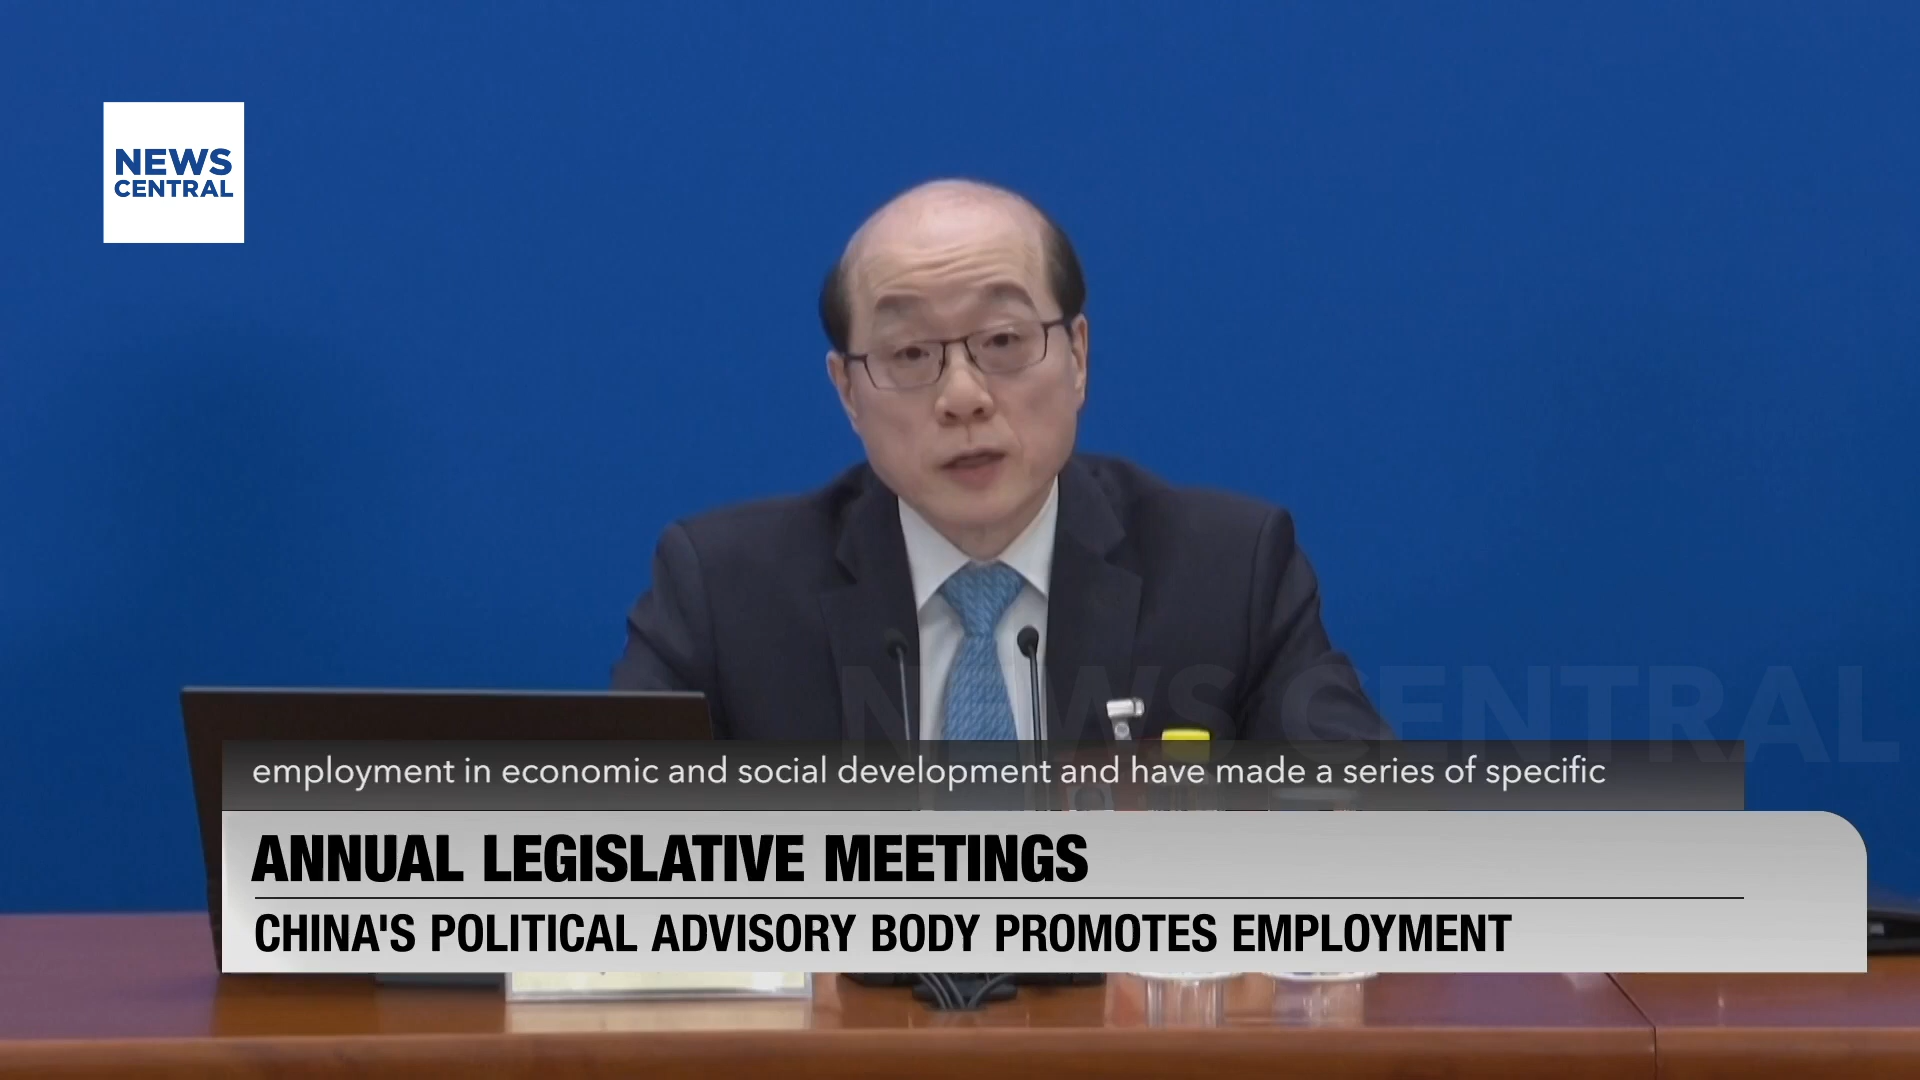 NEWS
CENTRAL
NEWS CENTRAL
employment in economic and social development and have made a series of specific
ANNUAL LEGISLATIVE MEETINGS
CHINA'S POLITICAL ADVISORY BODY PROMOTES EMPLOYMENT